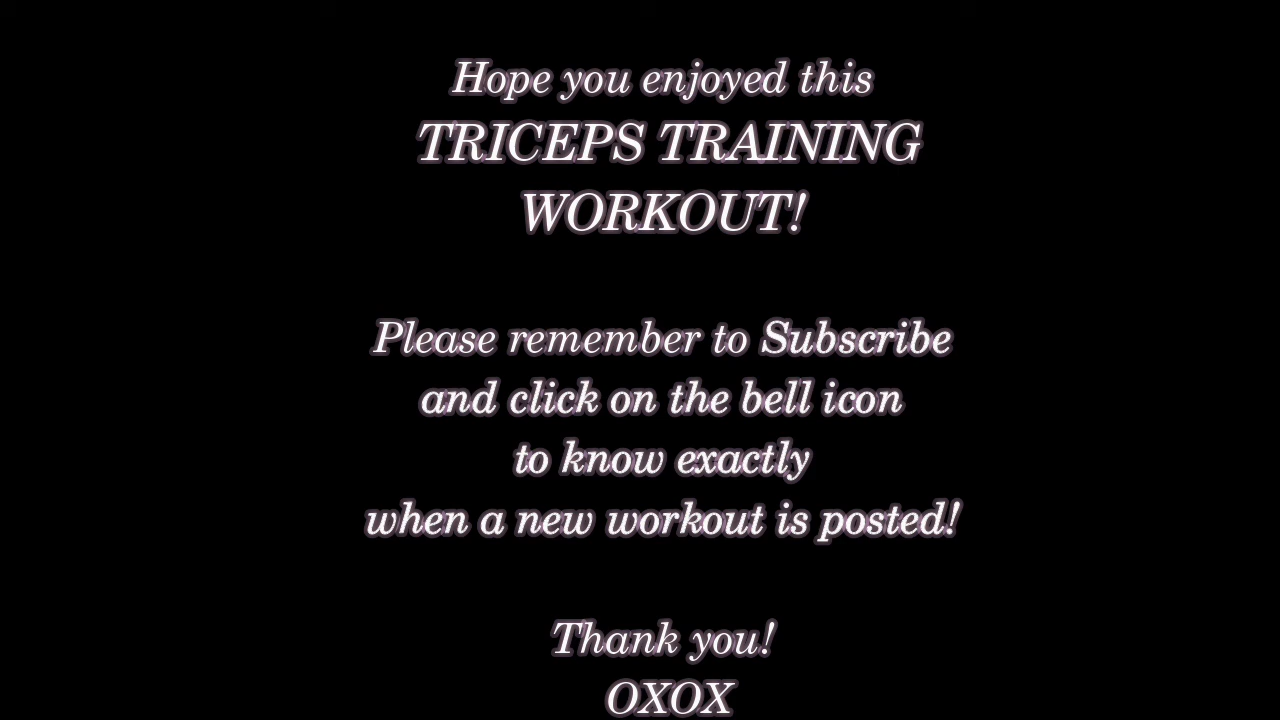 Hope you enjoyed this
TRICEPS TRAINING
WORKOUT!
Please remember to Subscribe
and click on the bell icon
to know exactly
when a new workout is posted!
Thank you!
OXOX